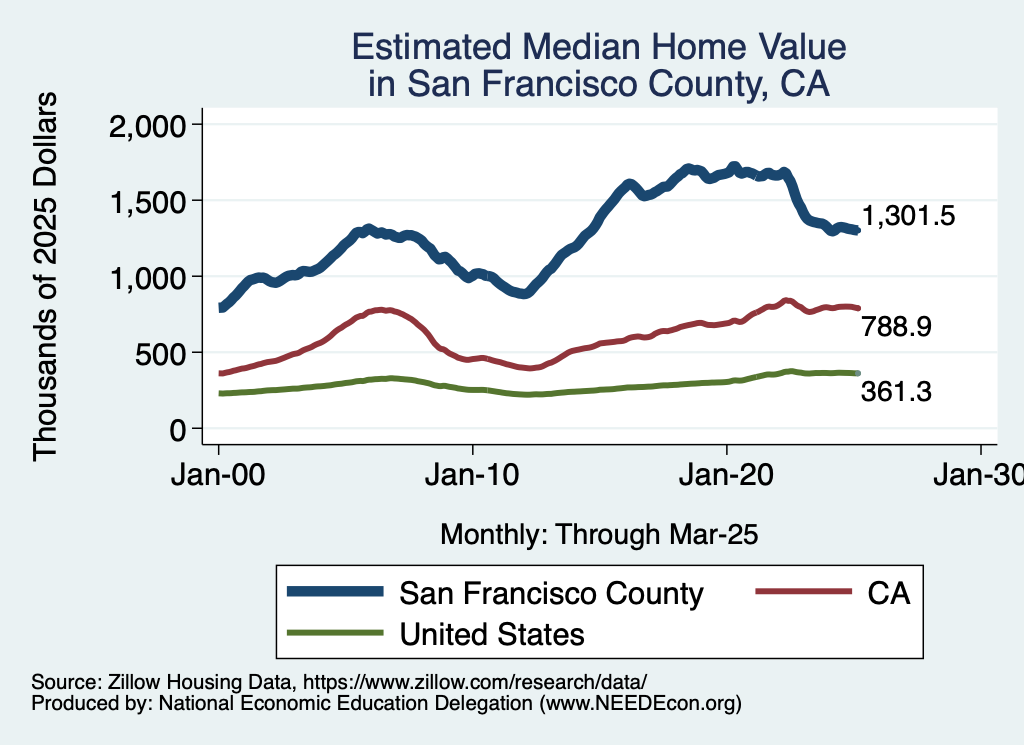 Estimated Median Home Value
in San Francisco County, CA
Thousands of 2025 Dollars
2,000
1,500
1,000
500
0
1,301.5
788.9
361.3
Jan-00
Jan-10
Jan-20
Jan-30
Monthly: Through Mar-25
San Francisco County
CA
United States
Source: Zillow Housing Data, https://www.zillow.com/research/data/
Produced by: National Economic Education Delegation (www.NEEDEcon.org)